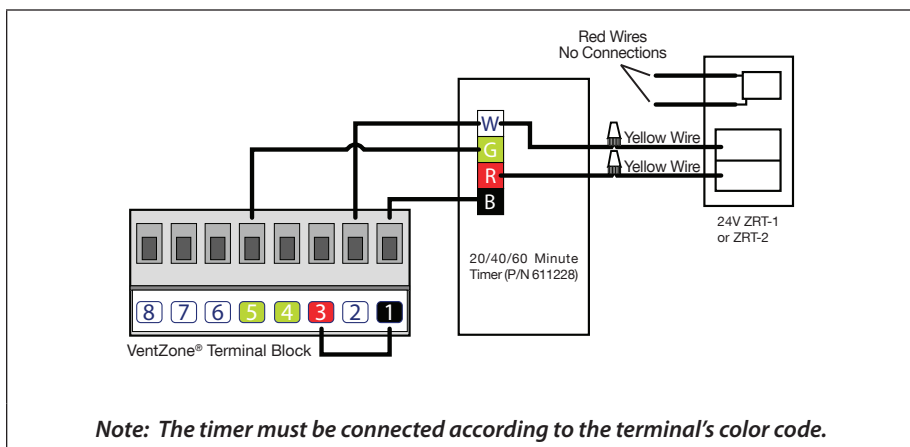 Red Wires
No Connections
W
G
R
B
Yellow Wire
Yellow Wire
24V ZRT-1
or ZRT-2
20/40/60 Minute
Timer (P/N 611228)
8 7 6 5 4 3 2 1
VentZone® Terminal Block
Note: The timer must be connected according to the terminal's color code.